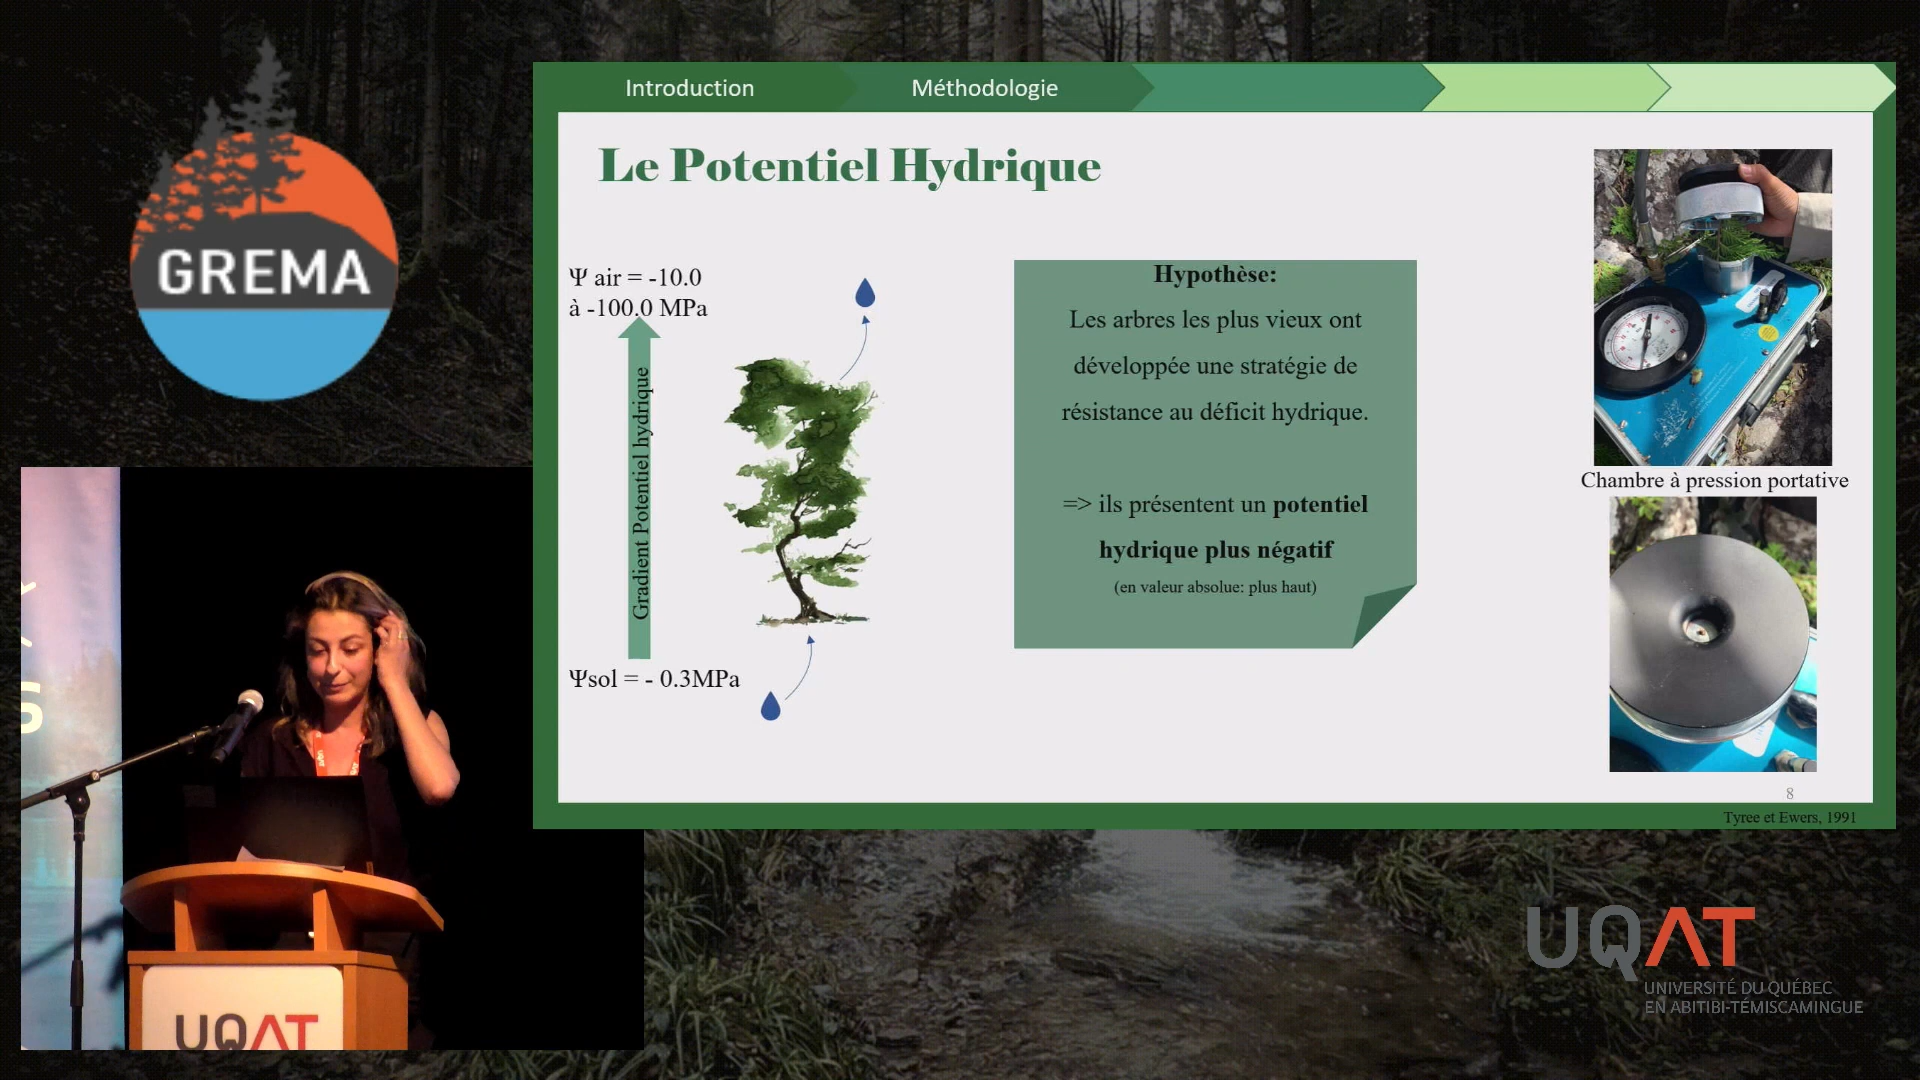 GREMA
Introduction
Méthodologie
Le Potentiel Hydrique
Ψ air = -10.0
à -100.0 MPa
Gradient Potentiel hydrique
Ψsol = - 0.3MPa
Hypothèse:
Les arbres les plus vieux ont
développée une stratégie de
résistance au déficit hydrique.
=> ils présentent un potentiel
hydrique plus négatif
(en valeur absolue: plus haut)
Chambre à pression portative
8
Tyree et Ewers, 1991
UQAT
UQAT
UNIVERSITÉ DU QUÉBEC
EN ABITIBI-TÉMISCAMINGUE